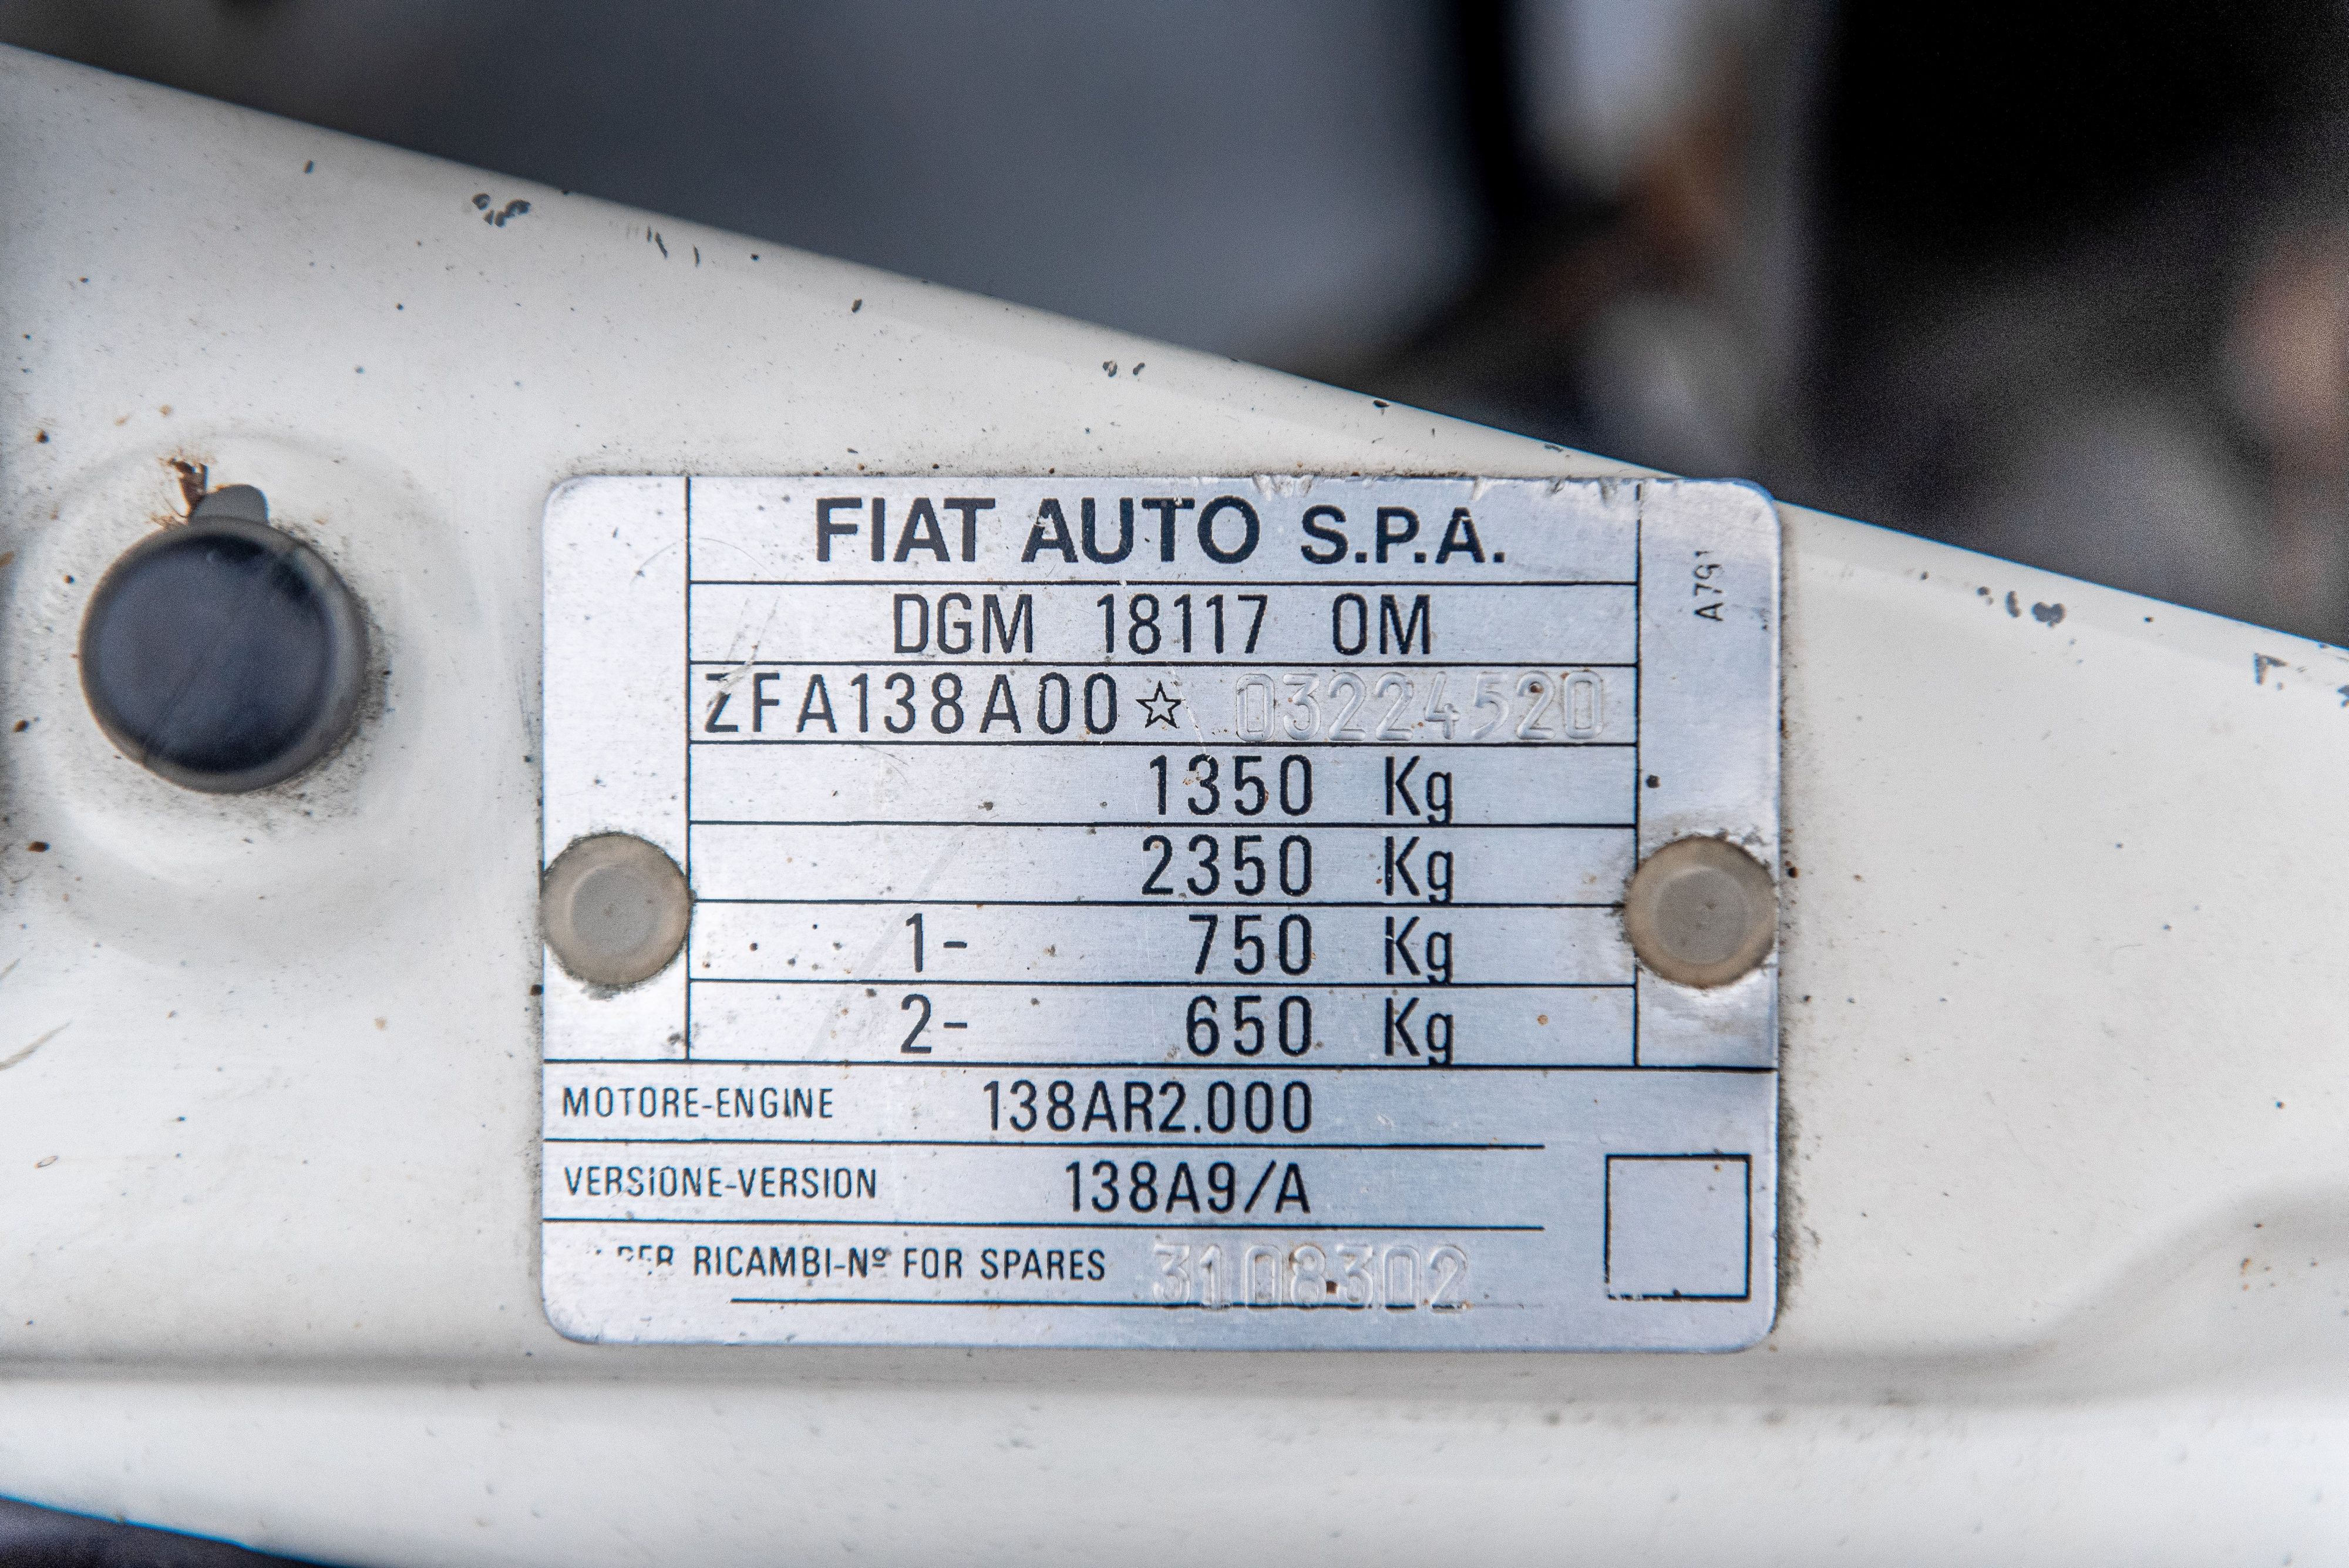 FIAT AUTO S.P.A.
DGM 18117 OM
ZFA138A00☆ 03224520
1350 Kg
2350 Kg
1- 750 Kg
2- 650 Kg
MOTORE-ENGINE 138AR2.000
VERSIONE-VERSION 138A9/A
PER RICAMBI-Nº FOR SPARES 3108302